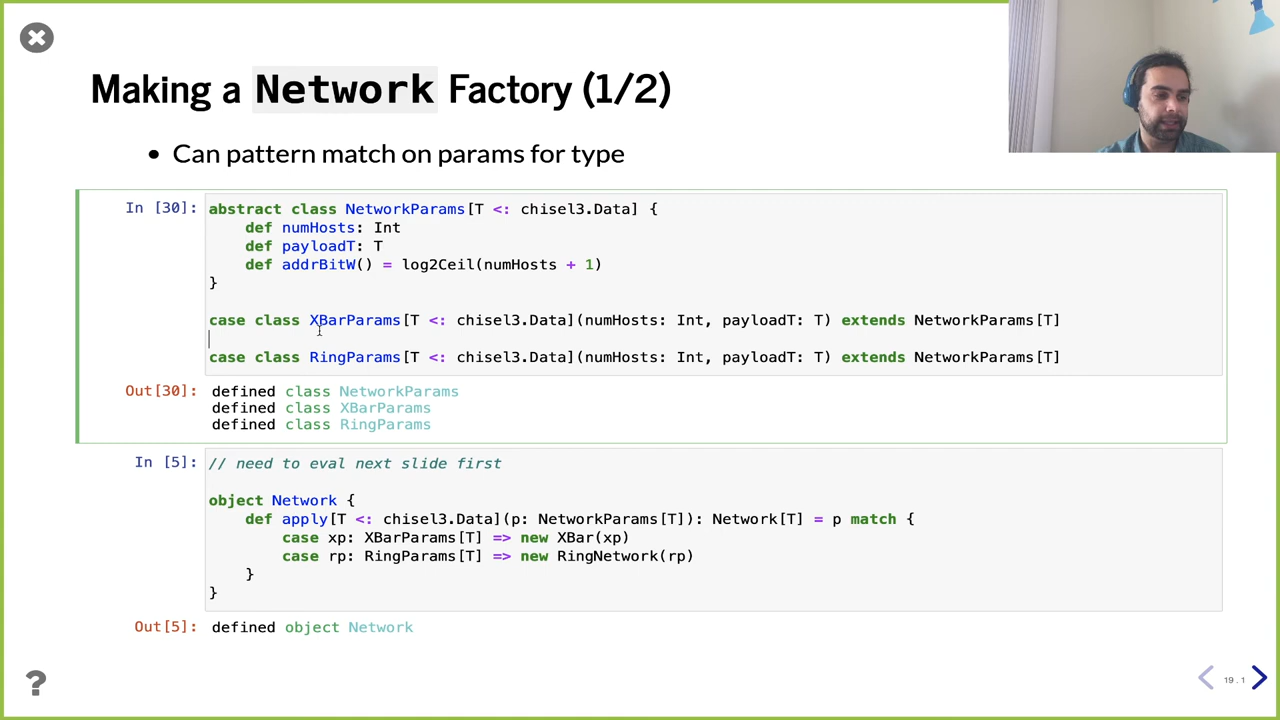 Making a Network Factory (1/2)
• Can pattern match on params for type
In [30]:
abstract class NetworkParams[T <: chisel3.Data] {
    def numHosts: Int
    def payloadT: T
    def addrBitW() = log2Ceil(numHosts + 1)
}
case class XBarParams[T <: chisel3.Data](numHosts: Int, payloadT: T) extends NetworkParams[T]
case class RingParams[T <: chisel3.Data](numHosts: Int, payloadT: T) extends NetworkParams[T]
Out[30]:
defined class NetworkParams
defined class XBarParams
defined class RingParams
In [5]:
// need to eval next slide first
object Network {
    def apply[T <: chisel3.Data](p: NetworkParams[T]): Network[T] = p match {
        case xp: XBarParams[T] => new XBar(xp)
        case rp: RingParams[T] => new RingNetwork(rp)
    }
}
Out[5]:
defined object Network
?
19.1